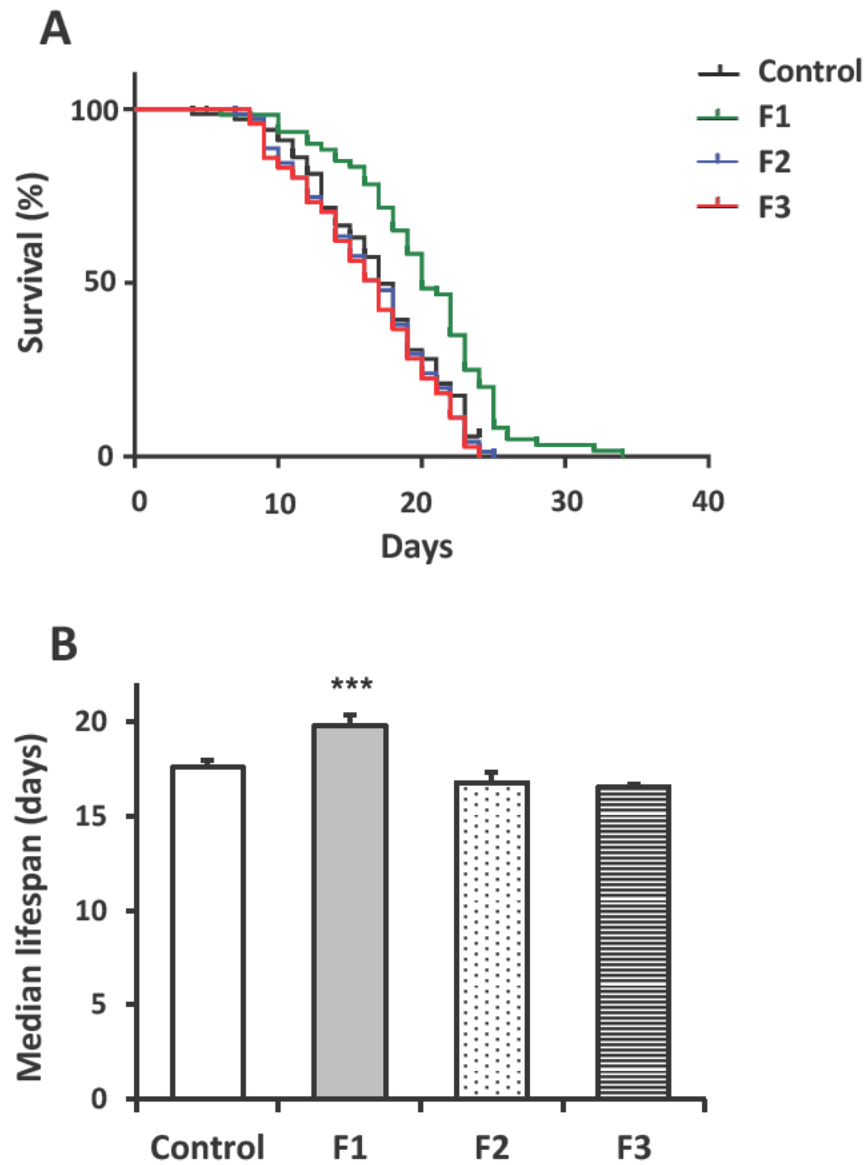 A
Control
F1
F2
F3
Survival (%)
100
50
0
0 10 20 30 40
Days
B
***
Median lifespan (days)
20
15
10
5
0
Control F1 F2 F3